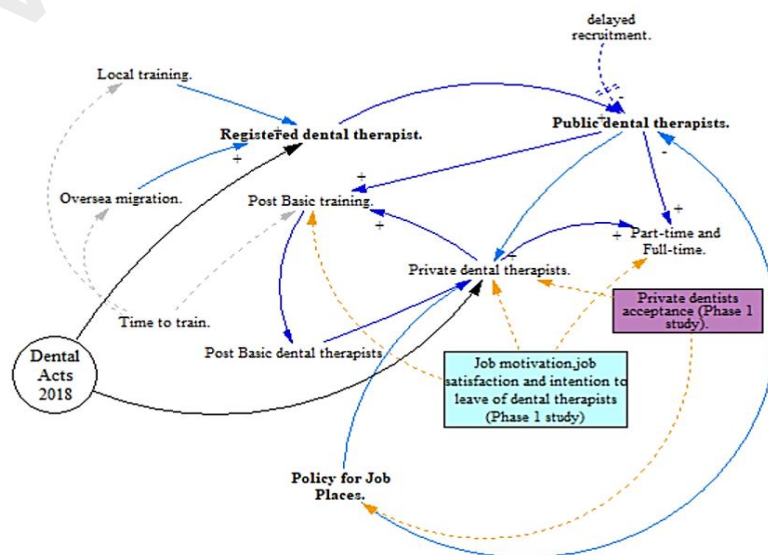 delayed
recruitment.
Local training.
Registered dental therapist.
Public dental therapists.
Oversea migration.
Post Basic training.
Part-time and
Full-time.
Private dental therapists.
Private dentists
acceptance (Phase 1
study).
Time to train.
Post Basic dental therapists
Dental
Acts
2018
Job motivation,job
satisfaction and intention to
leave of dental therapists
(Phase 1 study)
Policy for Job
Places.